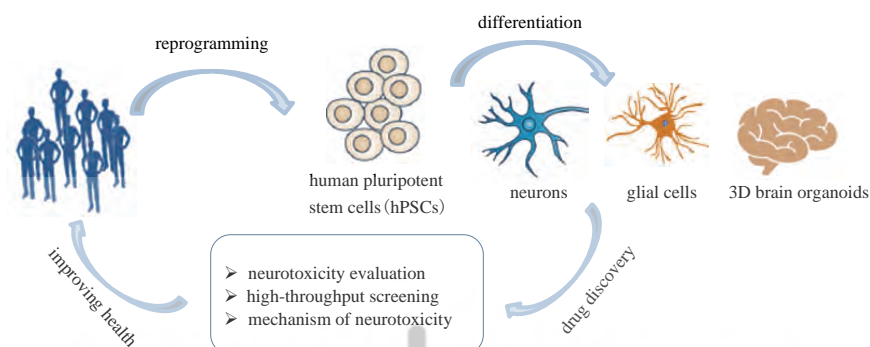 reprogramming
differentiation
human pluripotent
stem cells (hPSCs)
neurons
glial cells
3D brain organoids
improving health
➢ neurotoxicity evaluation
➢ high-throughput screening
➢ mechanism of neurotoxicity
drug discovery